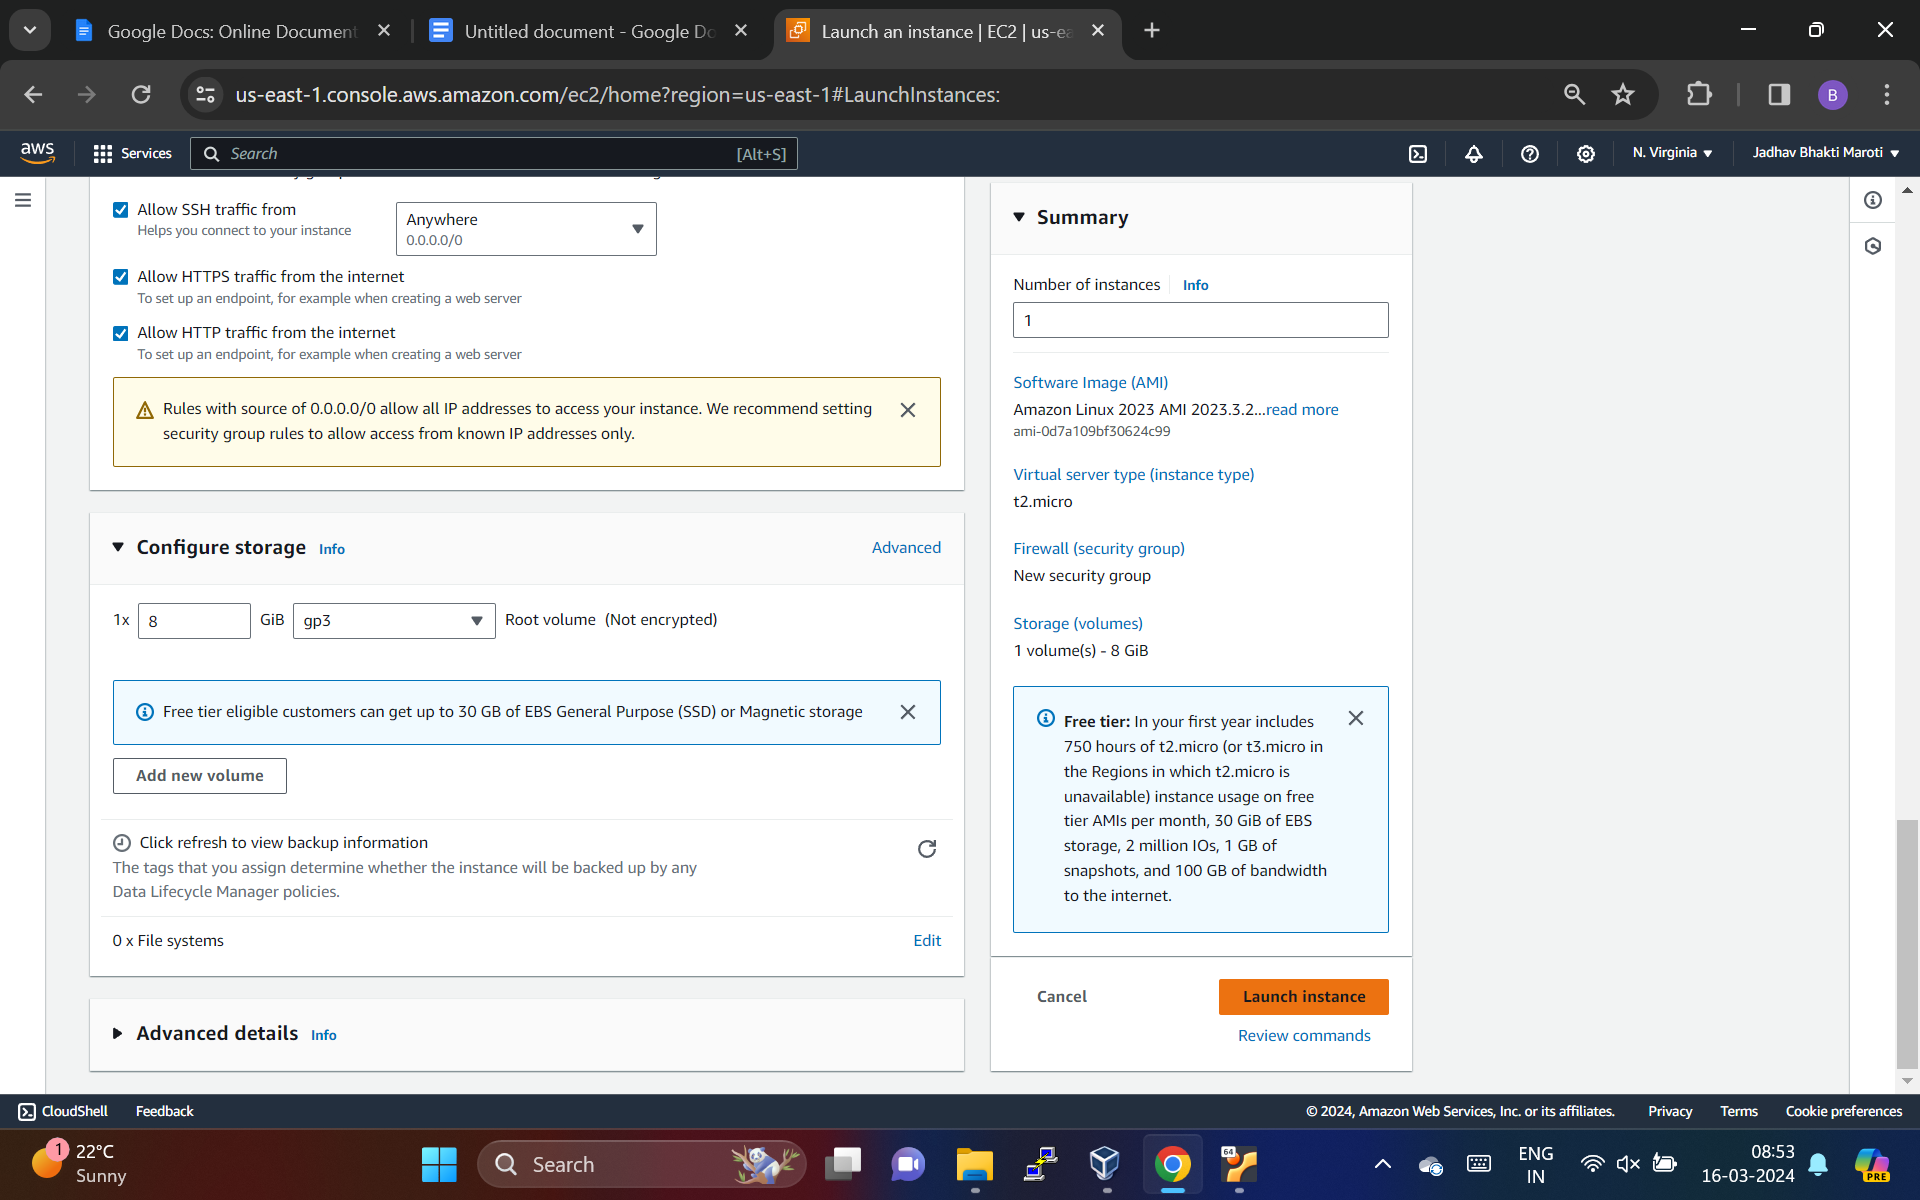 Google Docs: Online Document
Untitled document - Google Do
Launch an instance | EC2 | us-ea
us-east-1.console.aws.amazon.com/ec2/home?region=us-east-1#LaunchInstances:
B
aws
Services
Search
[Alt+S]
N. Virginia
Jadhav Bhakti Maroti
Allow SSH traffic from
Helps you connect to your instance
Anywhere
0.0.0.0/0
Allow HTTPS traffic from the internet
To set up an endpoint, for example when creating a web server
Allow HTTP traffic from the internet
To set up an endpoint, for example when creating a web server
Rules with source of 0.0.0.0/0 allow all IP addresses to access your instance. We recommend setting
security group rules to allow access from known IP addresses only.
Configure storage
Info
Advanced
1x
8
GiB
gp3
Root volume (Not encrypted)
Free tier eligible customers can get up to 30 GB of EBS General Purpose (SSD) or Magnetic storage
Add new volume
Click refresh to view backup information
The tags that you assign determine whether the instance will be backed up by any
Data Lifecycle Manager policies.
0 x File systems
Edit
Advanced details
Info
Summary
Number of instances
Info
1
Software Image (AMI)
Amazon Linux 2023 AMI 2023.3.2...read more
ami-0d7a109bf30624c99
Virtual server type (instance type)
t2.micro
Firewall (security group)
New security group
Storage (volumes)
1 volume(s) - 8 GiB
Free tier: In your first year includes
750 hours of t2.micro (or t3.micro in
the Regions in which t2.micro is
unavailable) instance usage on free
tier AMIs per month, 30 GiB of EBS
storage, 2 million IOs, 1 GB of
snapshots, and 100 GB of bandwidth
to the internet.
Cancel
Launch instance
Review commands
CloudShell
Feedback
© 2024, Amazon Web Services, Inc. or its affiliates.
Privacy
Terms
Cookie preferences
1
22°C
Sunny
Search
64
ENG
IN
08:53
16-03-2024
PRE